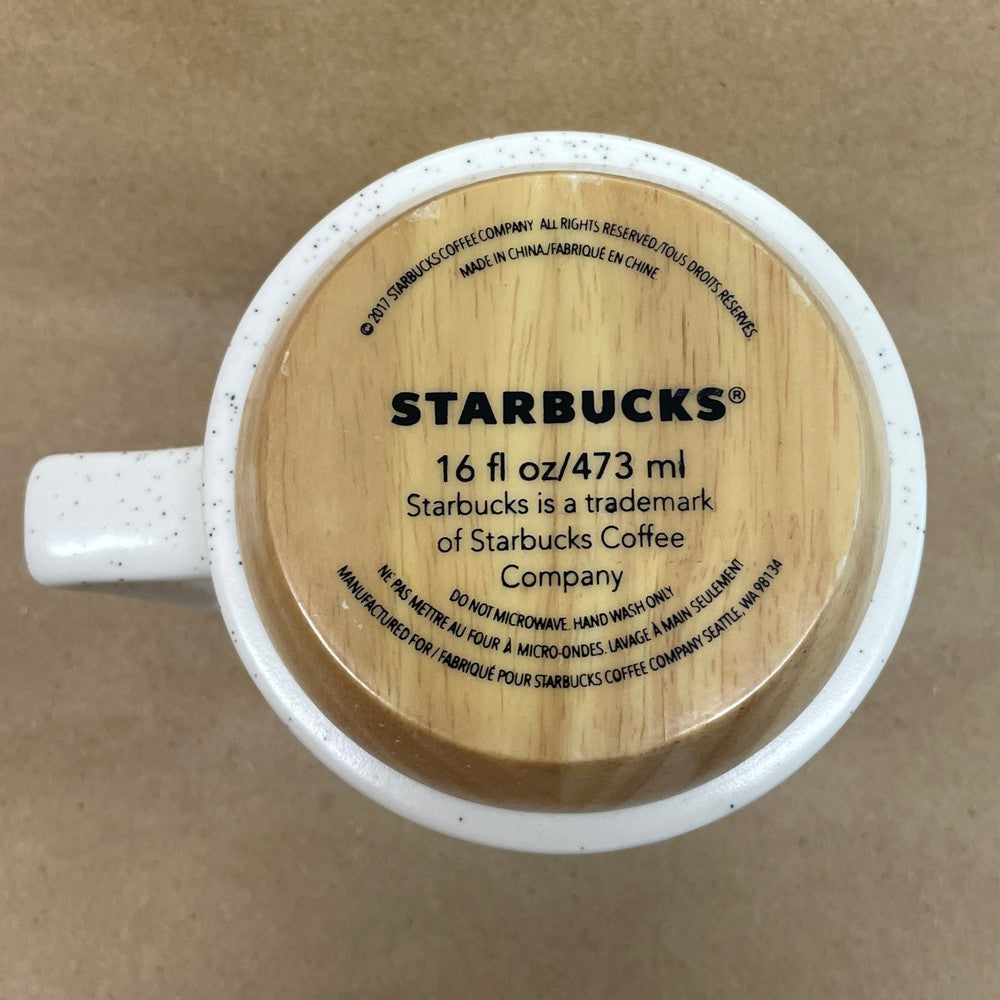 © 2017 STARBUCKS COFFEE COMPANY ALL RIGHTS RESERVED./TOUS DROITS RÉSERVÉS.
MADE IN CHINA/FABRIQUÉ EN CHINE
STARBUCKS®
16 fl oz/473 ml
Starbucks is a trademark
of Starbucks Coffee
Company
DO NOT MICROWAVE. HAND WASH ONLY
NE PAS METTRE AU FOUR À MICRO-ONDES. LAVAGE À MAIN SEULEMENT
MANUFACTURED FOR / FABRIQUÉ POUR STARBUCKS COFFEE COMPANY SEATTLE, WA 98134